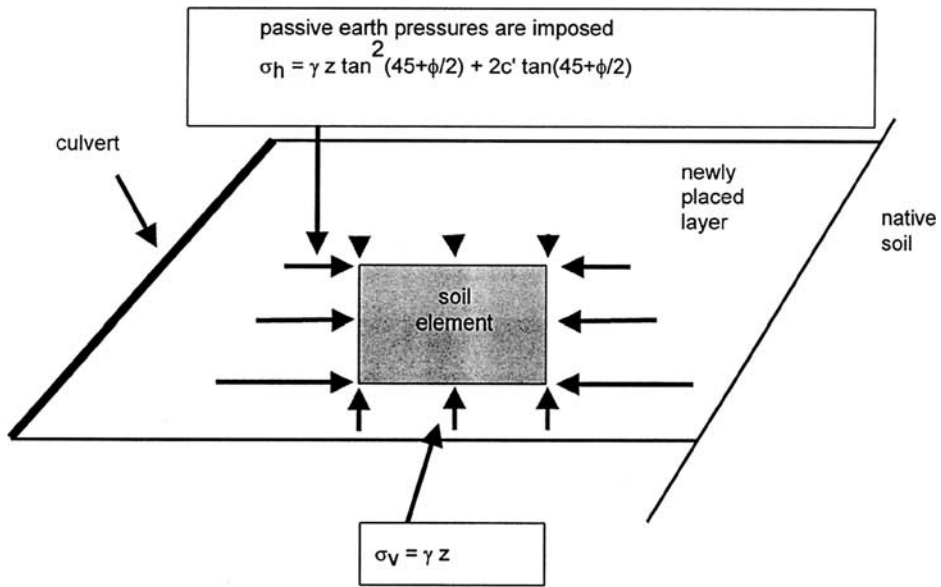 passive earth pressures are imposed
σh = γ z tan²(45+ϕ/2) + 2c' tan(45+ϕ/2)
culvert
newly
placed
layer
native
soil
soil
element
σv = γ z